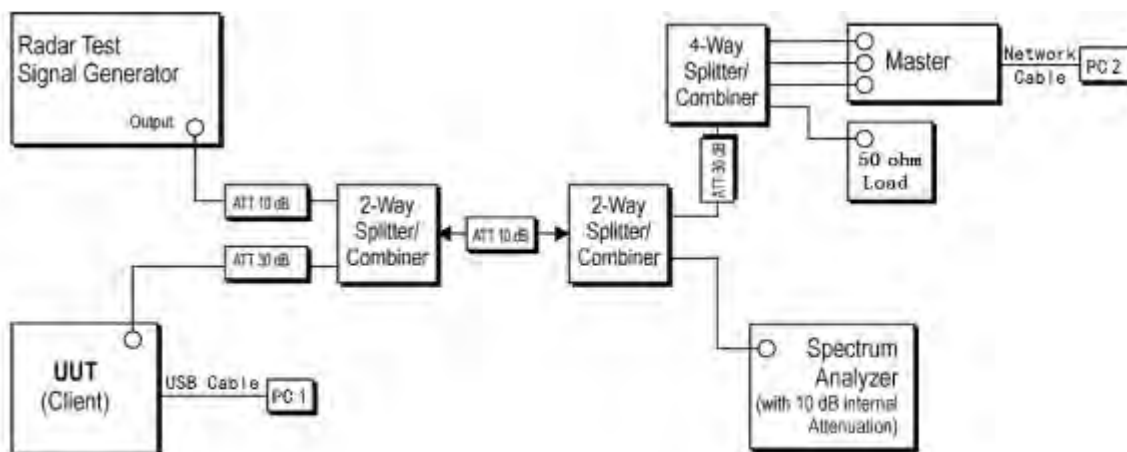 Radar Test
Signal Generator
Output
ATT 10 dB
2-Way
Splitter/
Combiner
ATT 30 dB
ATT 10 dB
2-Way
Splitter/
Combiner
4-Way
Splitter/
Combiner
ATT 30 dB
Master
Network
Cable
PC 2
50 ohm
Load
UUT
(Client)
USB Cable
PC 1
Spectrum
Analyzer
(with 10 dB internal
Attenuation)